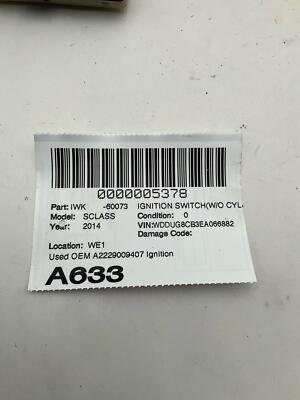 0000005378
Part: IWK -60073 IGNITION SWITCH(W/O CYL
Model: SCLASS Condition: 0
Year: 2014 VIN:WDDUG8CB3EA066882
Damage Code:
Location: WE1
Used OEM A2229009407 Ignition
A633